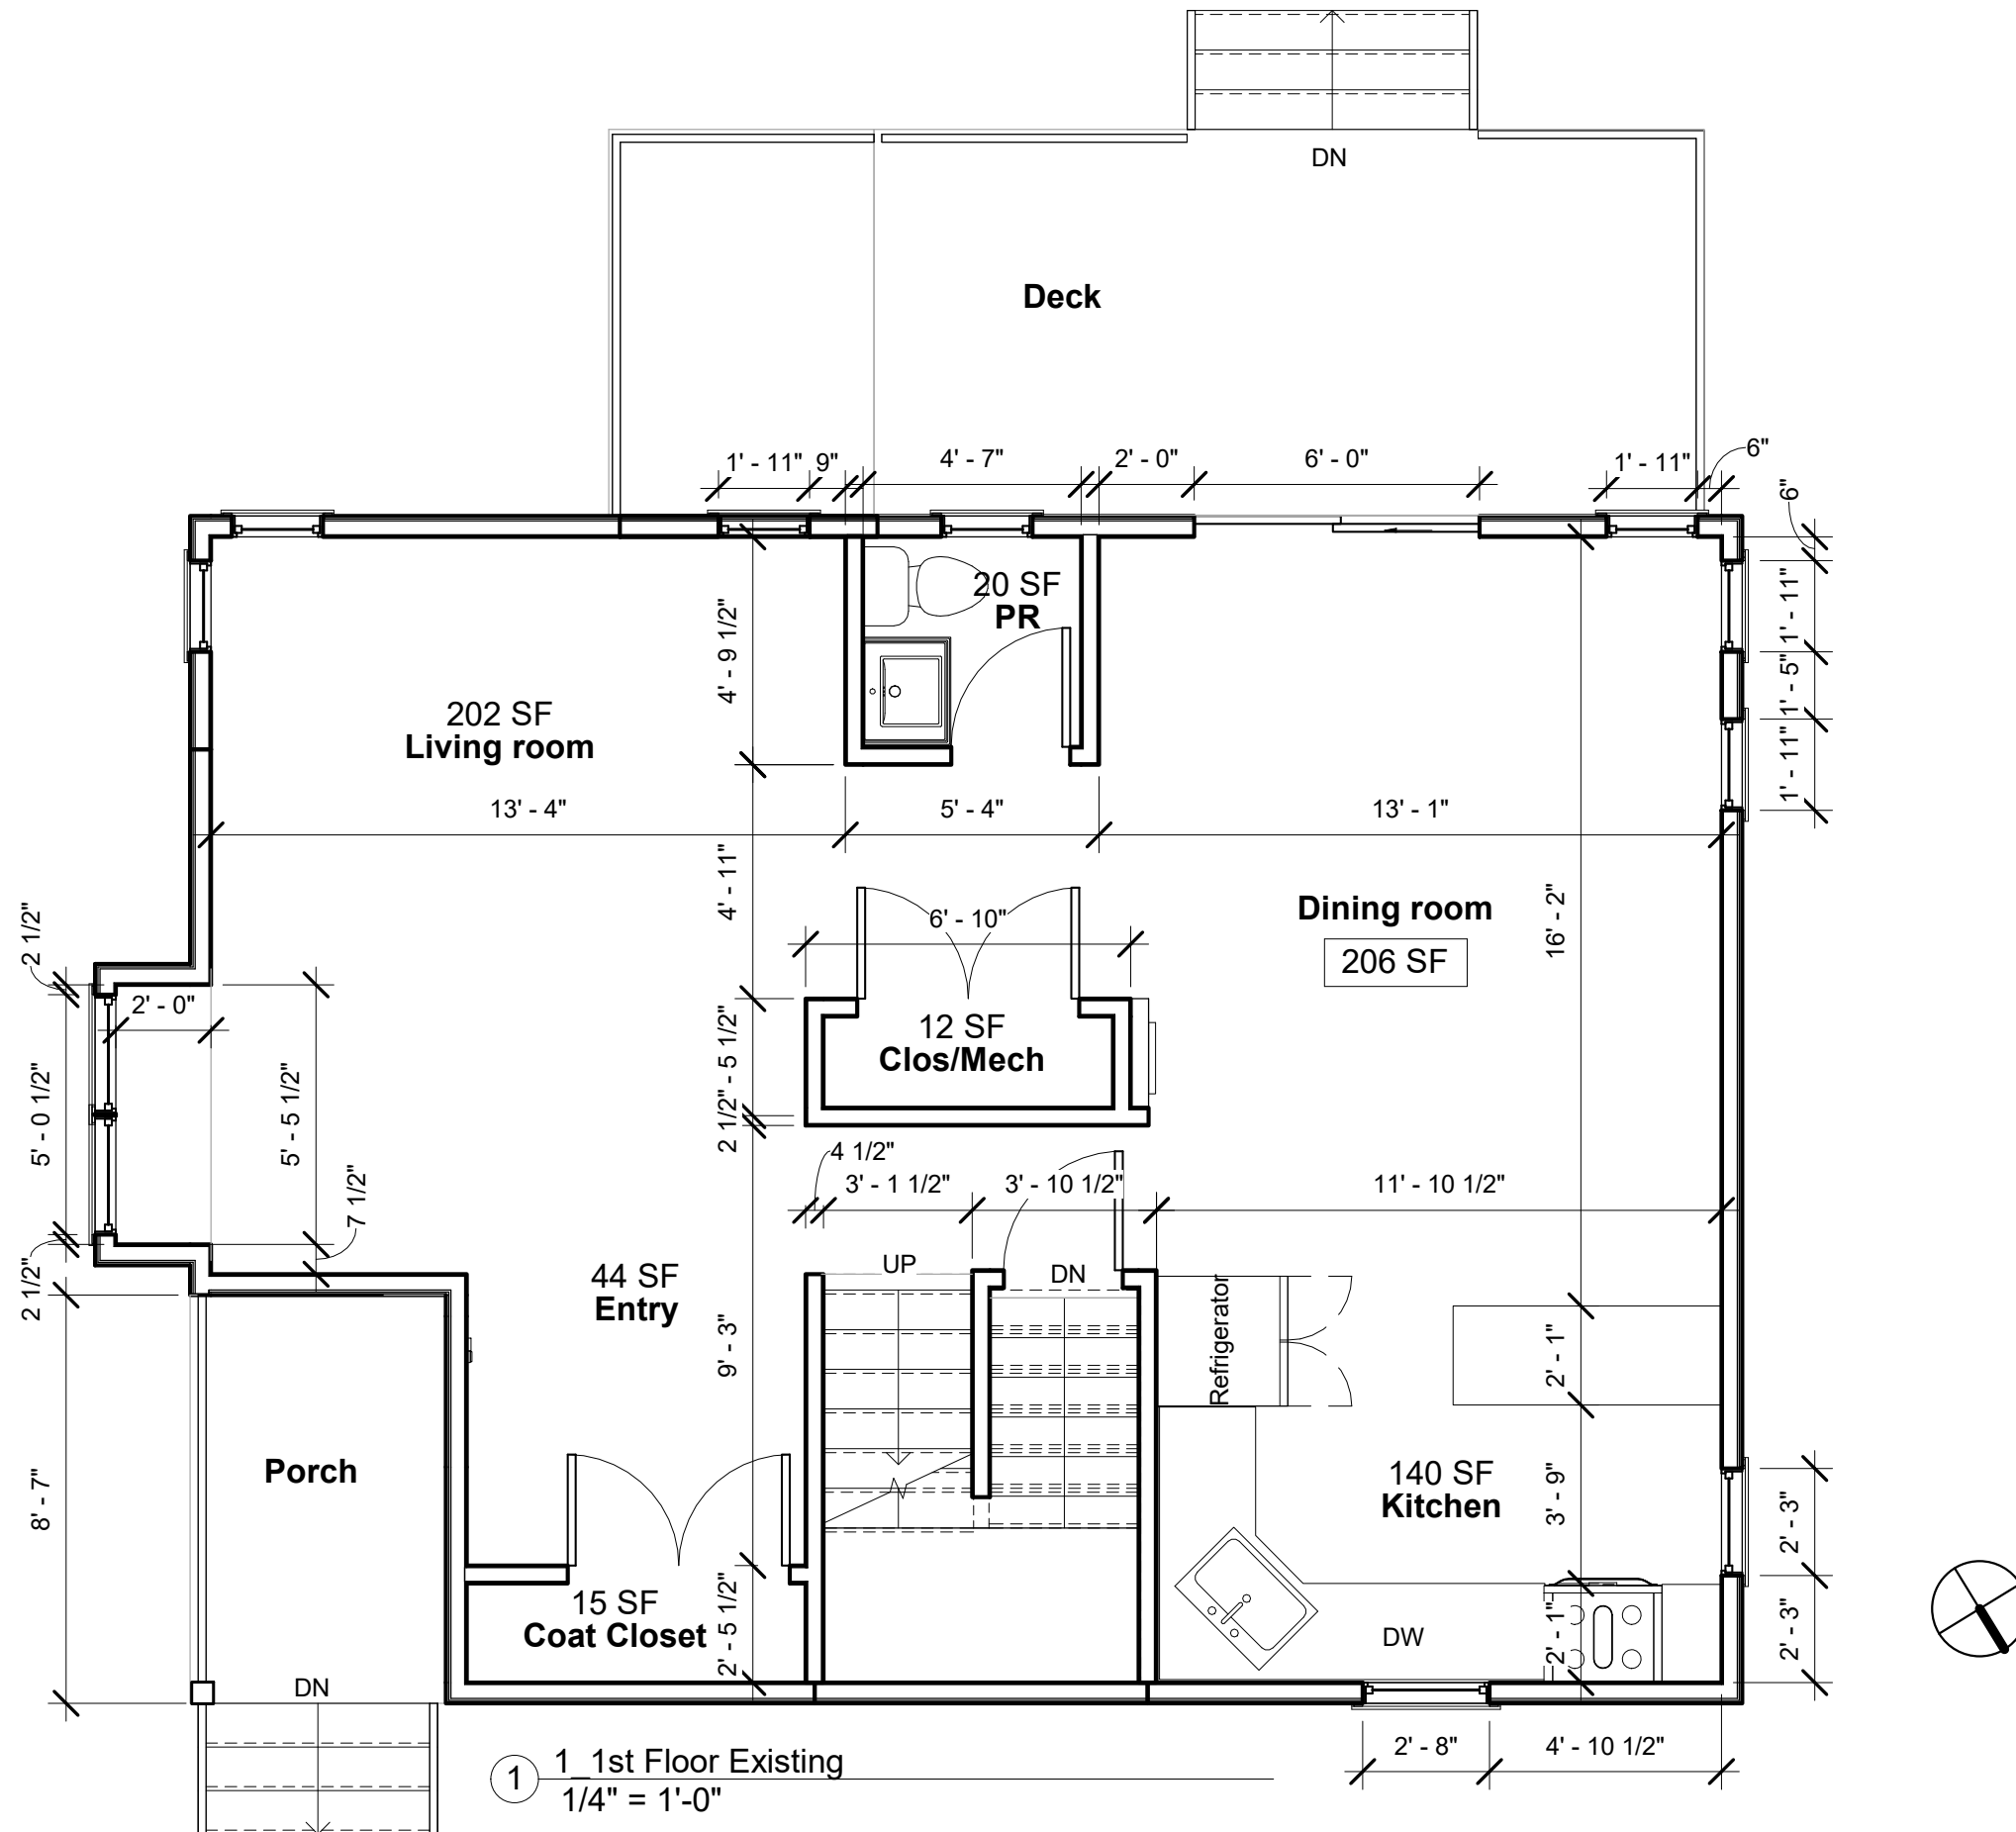 DN
Deck
1' - 11" 9" 4' - 7" 2' - 0" 6' - 0" 1' - 11" 6"
6"
20 SF
PR
4' - 9 1/2"
1' - 11"
1' - 5"
1' - 11"
202 SF
Living room
13' - 4" 5' - 4" 13' - 1"
4' - 11"
6' - 10"
Dining room
206 SF
16' - 2"
2 1/2"
2' - 0"
5' - 0 1/2"
5' - 5 1/2"
7 1/2"
2 1/2"
12 SF
Clos/Mech
2' - 5 1/2"
2 1/2"
4 1/2"
3' - 1 1/2" 3' - 10 1/2" 11' - 10 1/2"
44 SF
Entry
UP
DN
Refrigerator
9' - 3"
2' - 1"
Porch
8' - 7"
140 SF
Kitchen
3' - 9"
2' - 3"
15 SF
Coat Closet
2' - 5 1/2"
DW
2' - 1"
2' - 3"
DN
2' - 8" 4' - 10 1/2"
1 1_1st Floor Existing
1/4" = 1'-0"